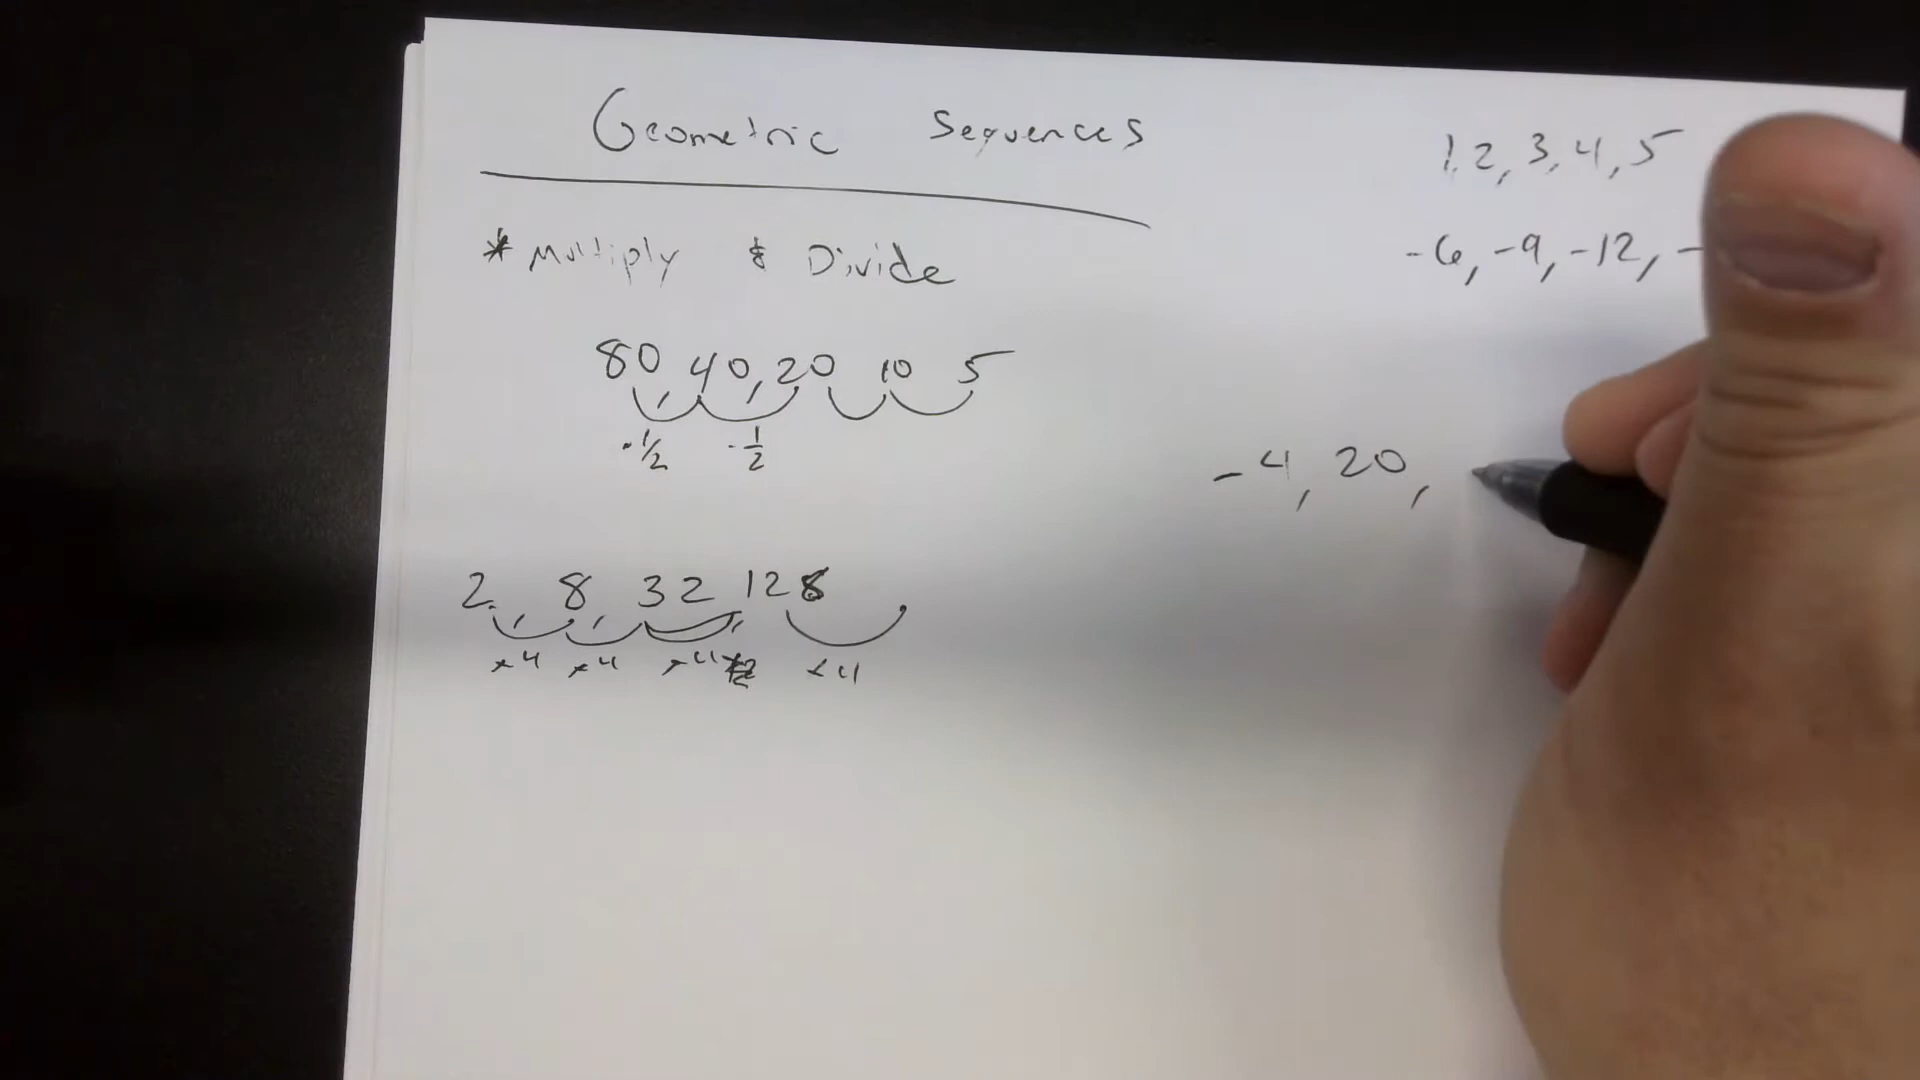 Geometric Sequences
1, 2, 3, 4, 5
* Multiply & Divide
-6, -9, -12, -
80, 40, 20 10 5
·1/2 ·1/2
-4, 20,
2, 8, 32, 128
×4 ×4 ×4 ×4